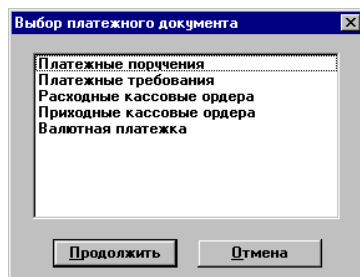 Выбор платежного документа
Платежные поручения
Платежные требования
Расходные кассовые ордера
Приходные кассовые ордера
Валютная платежка
Продолжить
Отмена